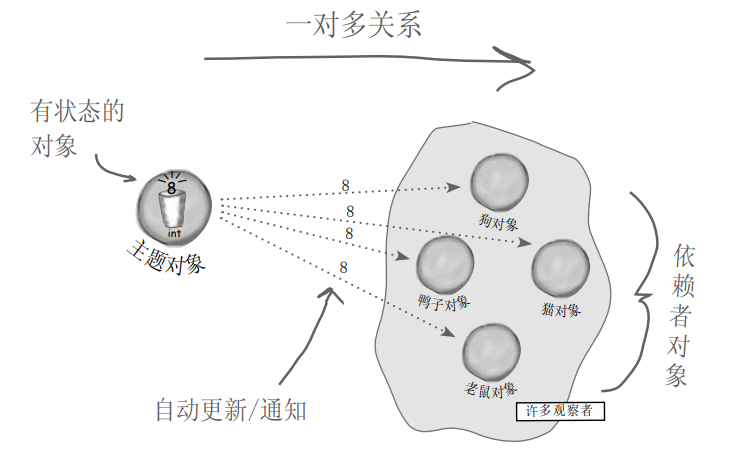 一对多关系
有状态的
对象
8
int
主题对象
8
8
8
8
狗对象
鸭子对象
猫对象
老鼠对象
许多观察者
依赖者对象
自动更新/通知